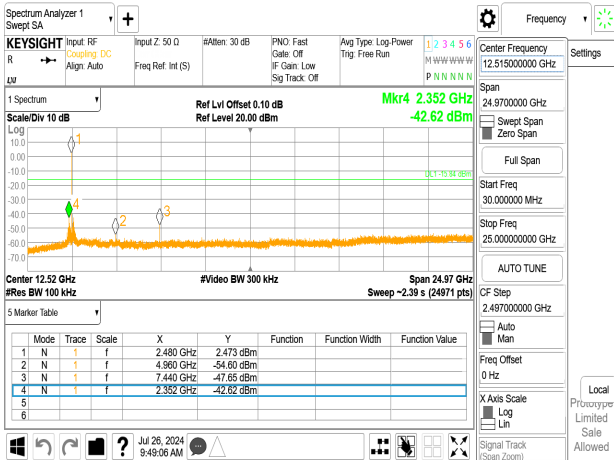 Spectrum Analyzer 1
Swept SA
Frequency
KEYSIGHT
R
Input: RF
Coupling: DC
Align: Auto
Input Z: 50 Ω
Freq Ref: Int (S)
#Atten: 30 dB
PNO: Fast
Gate: Off
IF Gain: Low
Sig Track: Off
Avg Type: Log-Power
Trig: Free Run
1 2 3 4 5 6
M W W W W W
P N N N N N
1 Spectrum
Scale/Div 10 dB
Ref Lvl Offset 0.10 dB
Ref Level 20.00 dBm
Mkr4 2.352 GHz
-42.62 dBm
Log
10.0
0.00
-10.0
-20.0
-30.0
-40.0
-50.0
-60.0
-70.0
1
2
3
4
Center 12.52 GHz
#Res BW 100 kHz
#Video BW 300 kHz
Span 24.97 GHz
Sweep ~2.39 s (24971 pts)
5 Marker Table
Mode Trace Scale X Y Function Function Width Function Value
1 N 1 f 2.480 GHz 2.473 dBm
2 N 1 f 4.960 GHz -54.60 dBm
3 N 1 f 7.440 GHz -47.65 dBm
4 N 1 f 2.352 GHz -42.62 dBm
5
6
Jul 26, 2024
9:49:06 AM
Center Frequency
12.515000000 GHz
Span
24.9700000 GHz
Swept Span
Zero Span
Full Span
Start Freq
30.000000 MHz
Stop Freq
25.000000000 GHz
AUTO TUNE
CF Step
2.497000000 GHz
Auto
Man
Freq Offset
0 Hz
X Axis Scale
Log
Lin
Signal Track
(Span Zoom)
Settings
Local
Prototype
Limited
Sale
Allowed